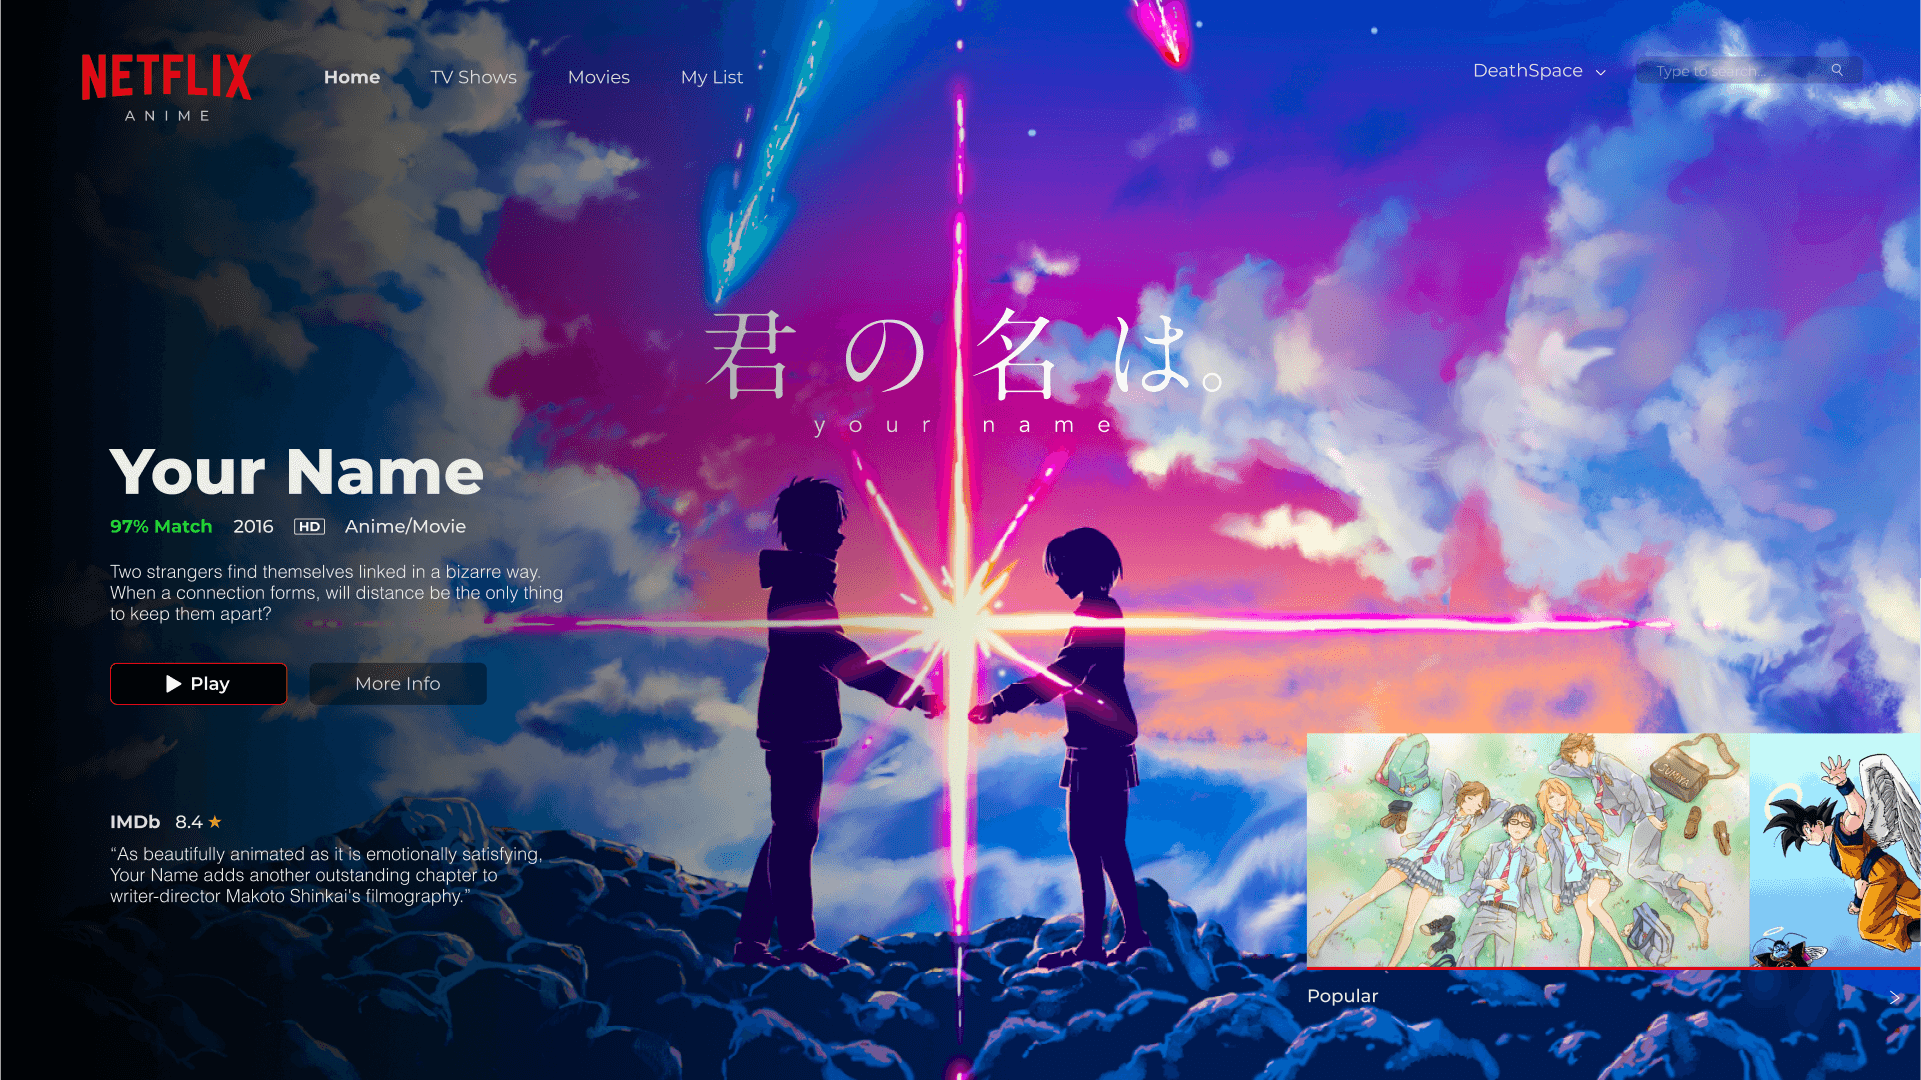 NETFLIX
ANIME
Home TV Shows Movies My List
DeathSpace
Type to search...
君の名は。
your name
Your Name
97% Match 2016 HD Anime/Movie
Two strangers find themselves linked in a bizarre way.
When a connection forms, will distance be the only thing
to keep them apart?
Play
More Info
IMDb 8.4
“As beautifully animated as it is emotionally satisfying,
Your Name adds another outstanding chapter to
writer-director Makoto Shinkai's filmography.”
Popular